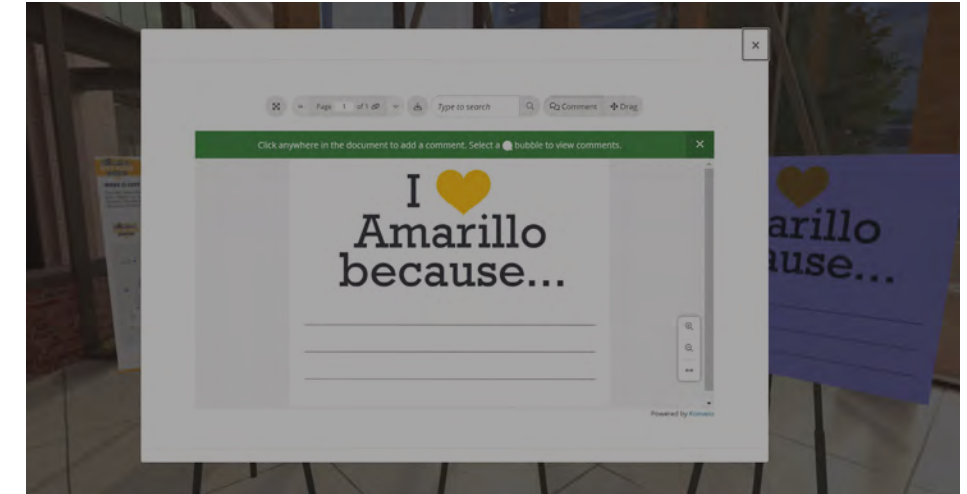 ×
Page 1 of 1
Type to search
Comment
Drag
Click anywhere in the document to add a comment. Select a bubble to view comments.
×
I
Amarillo
because...
Powered by Konveio
arillo
ause...